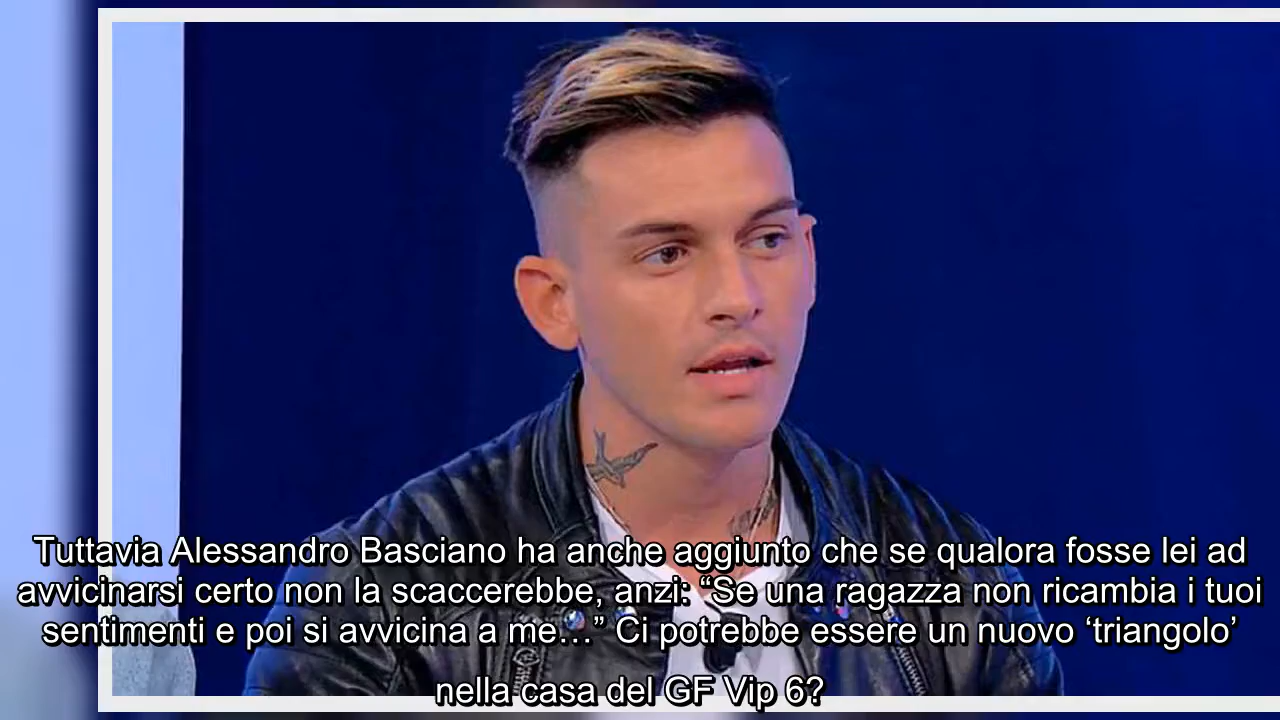 Tuttavia Alessandro Basciano ha anche aggiunto che se qualora fosse lei ad
avvicinarsi certo non la scaccerebbe, anzi: “Se una ragazza non ricambia i tuoi
sentimenti e poi si avvicina a me…” Ci potrebbe essere un nuovo ‘triangolo’
nella casa del GF Vip 6?